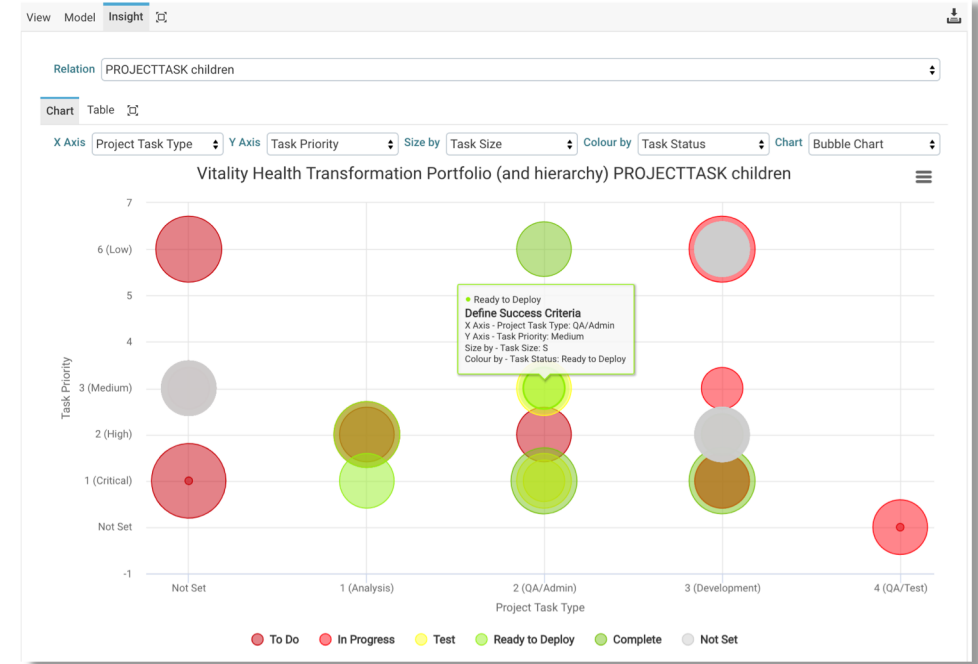 View Model Insight
Relation PROJECTTASK children
Chart Table
X Axis Project Task Type Y Axis Task Priority Size by Task Size Colour by Task Status Chart Bubble Chart
Vitality Health Transformation Portfolio (and hierarchy) PROJECTTASK children
7
6 (Low)
5
4
3 (Medium)
2 (High)
1 (Critical)
Not Set
-1
Task Priority
Ready to Deploy
Define Success Criteria
X Axis - Project Task Type: QA/Admin
Y Axis - Task Priority: Medium
Size by - Task Size: S
Colour by - Task Status: Ready to Deploy
Not Set 1 (Analysis) 2 (QA/Admin) 3 (Development) 4 (QA/Test)
Project Task Type
To Do In Progress Test Ready to Deploy Complete Not Set